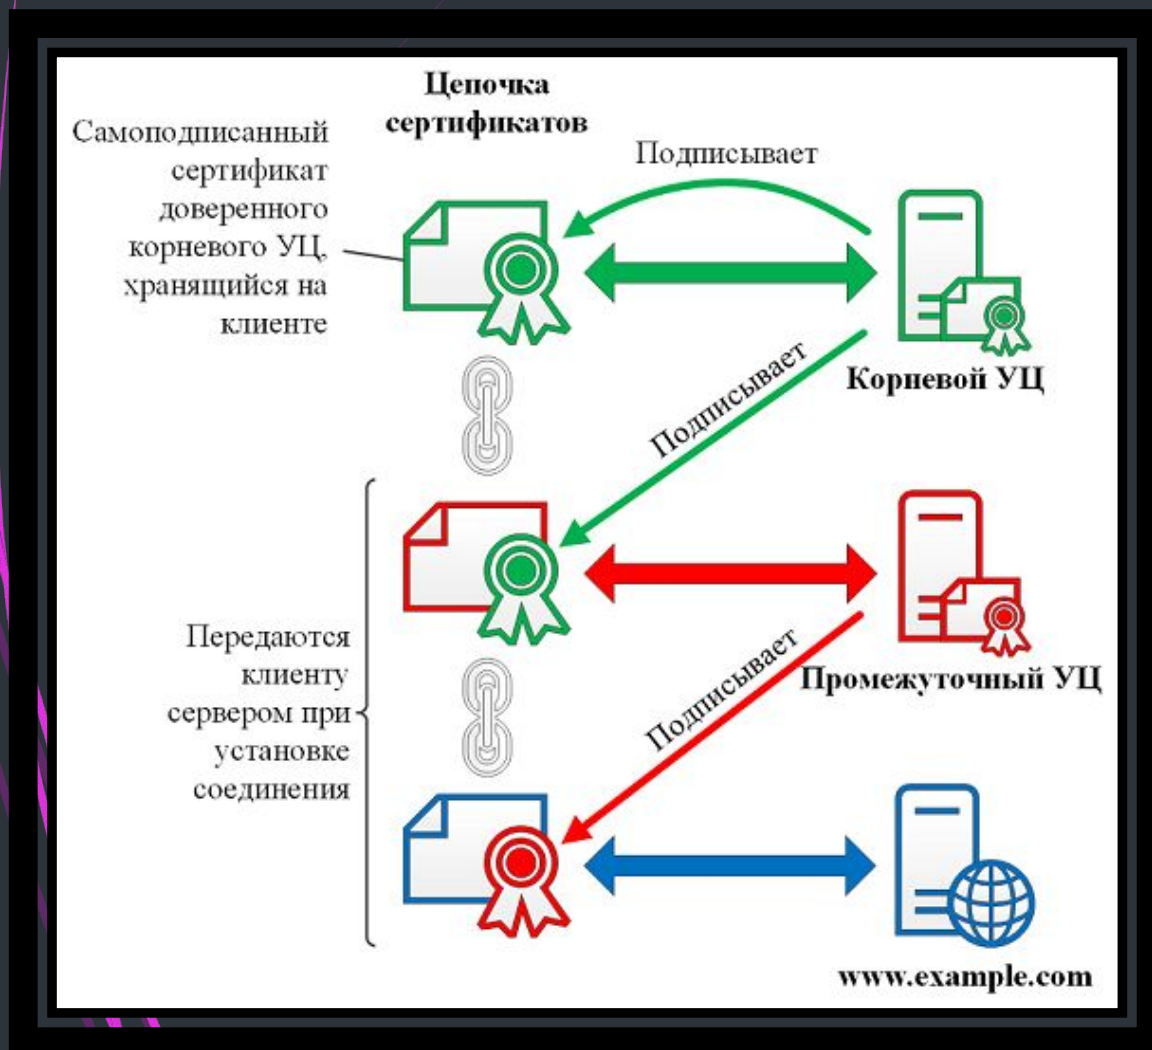 Цепочка
сертификатов
Самоподписанный
сертификат
доверенного
корневого УЦ,
хранящийся на
клиенте
Подписывает
Корневой УЦ
Подписывает
Передаются
клиенту
сервером при
установке
соединения
Промежуточный УЦ
Подписывает
www.example.com